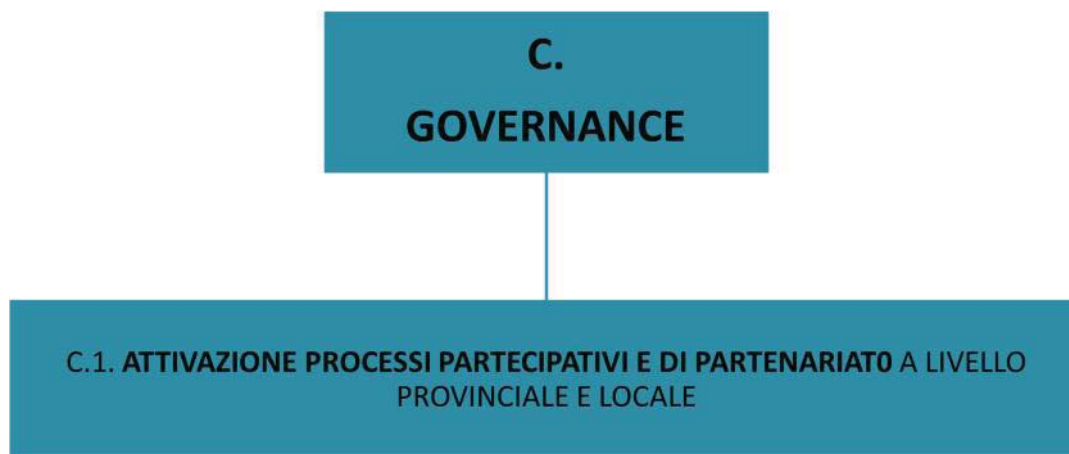 C.
GOVERNANCE
C.1. ATTIVAZIONE PROCESSI PARTECIPATIVI E DI PARTENARIAT0 A LIVELLO
PROVINCIALE E LOCALE